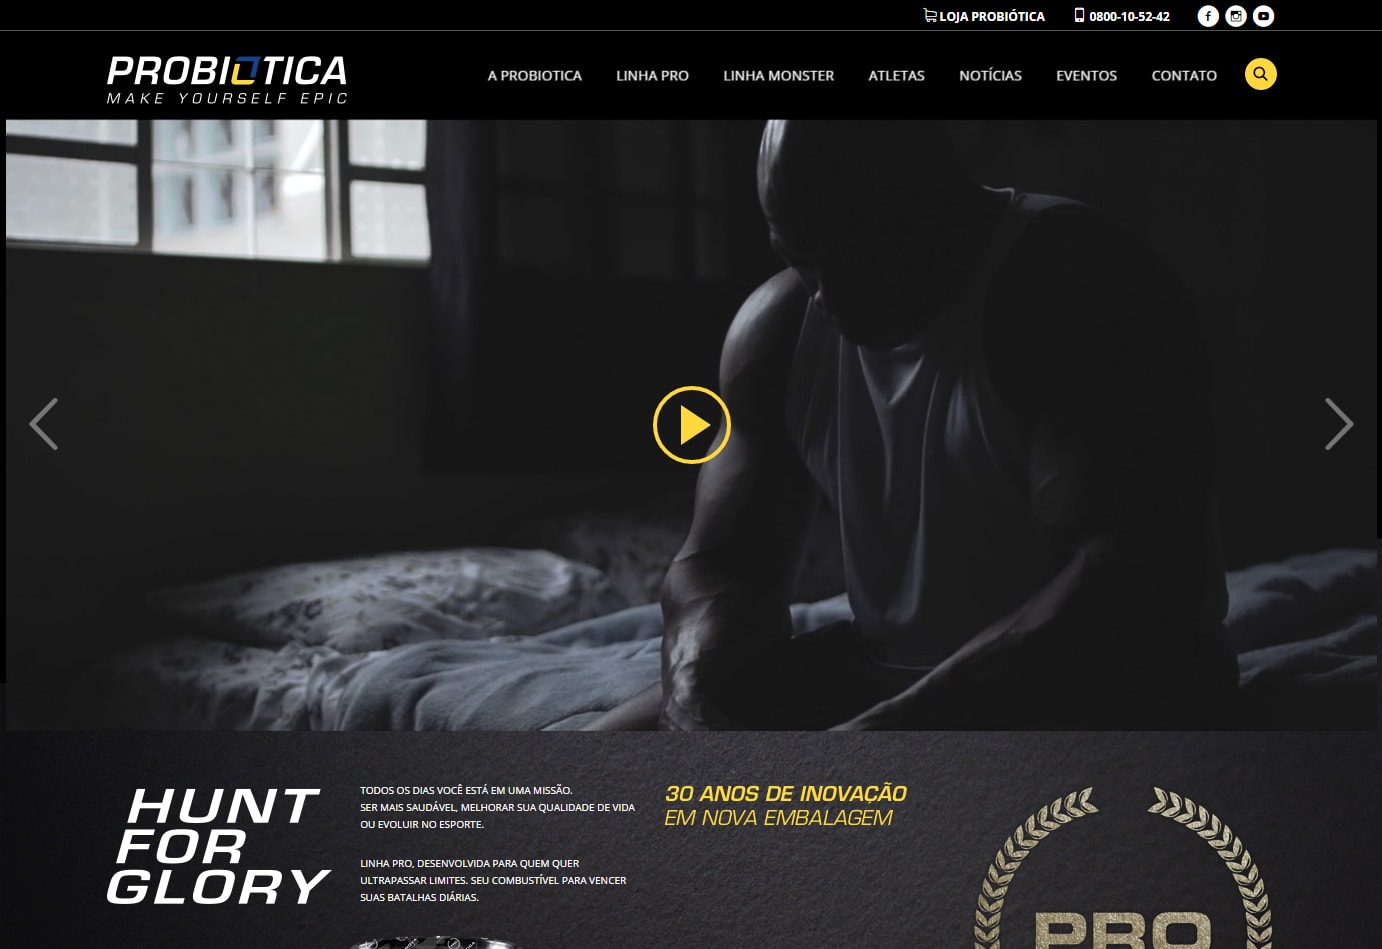 LOJA PROBIÓTICA
0800-10-52-42
PROBIOTICA
MAKE YOURSELF EPIC
A PROBIOTICA
LINHA PRO
LINHA MONSTER
ATLETAS
NOTÍCIAS
EVENTOS
CONTATO
HUNT
FOR
GLORY
TODOS OS DIAS VOCÊ ESTÁ EM UMA MISSÃO.
SER MAIS SAUDÁVEL, MELHORAR SUA QUALIDADE DE VIDA
OU EVOLUIR NO ESPORTE.
LINHA PRO, DESENVOLVIDA PARA QUEM QUER
ULTRAPASSAR LIMITES. SEU COMBUSTÍVEL PARA VENCER
SUAS BATALHAS DIÁRIAS.
30 ANOS DE INOVAÇÃO
EM NOVA EMBALAGEM
PRO